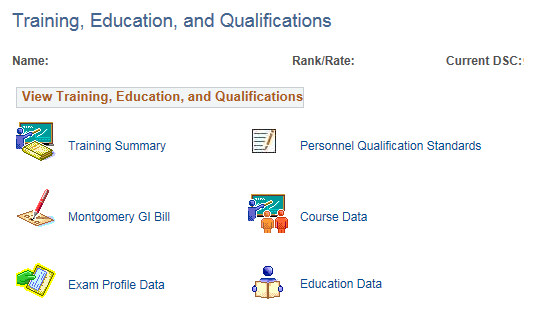 Training, Education, and Qualifications
Name: Rank/Rate: Current DSC:
View Training, Education, and Qualifications
Training Summary Personnel Qualification Standards
Montgomery GI Bill Course Data
Exam Profile Data Education Data